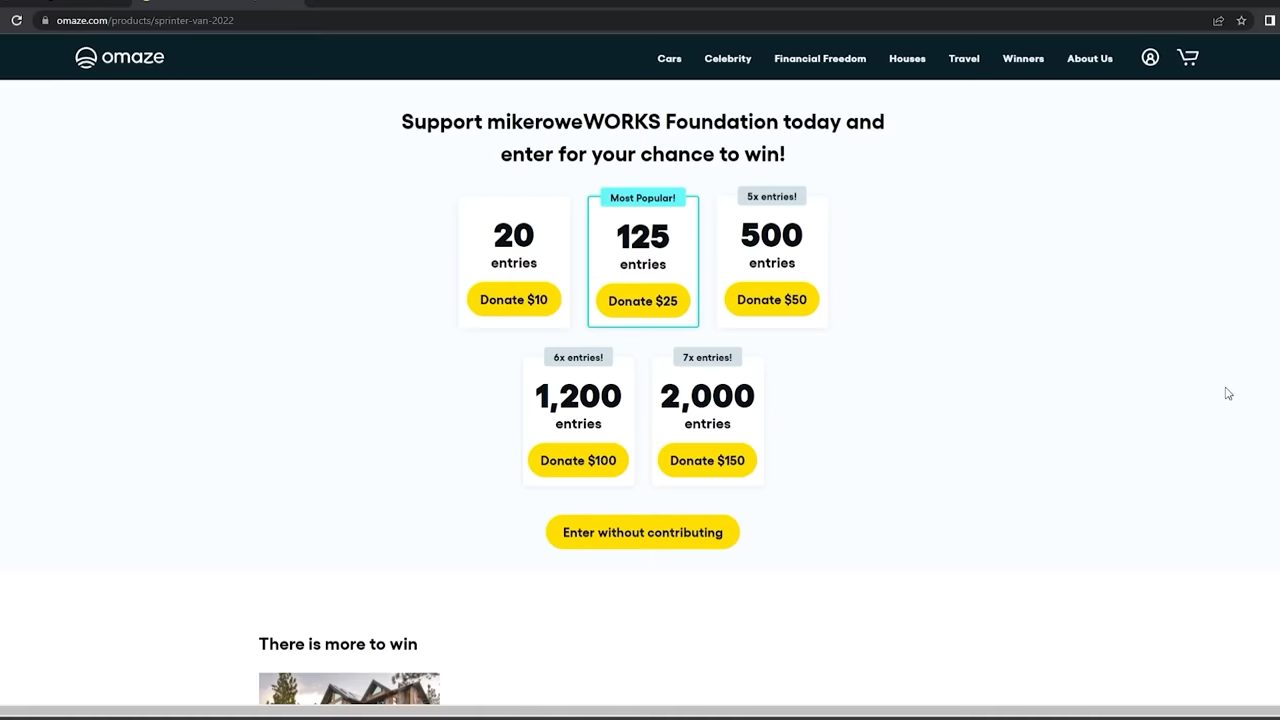 omaze.com/products/sprinter-van-2022
omaze
Cars
Celebrity
Financial Freedom
Houses
Travel
Winners
About Us
Support mikeroweWORKS Foundation today and
enter for your chance to win!
20
entries
Donate $10
Most Popular!
125
entries
Donate $25
5x entries!
500
entries
Donate $50
6x entries!
1,200
entries
Donate $100
7x entries!
2,000
entries
Donate $150
Enter without contributing
There is more to win